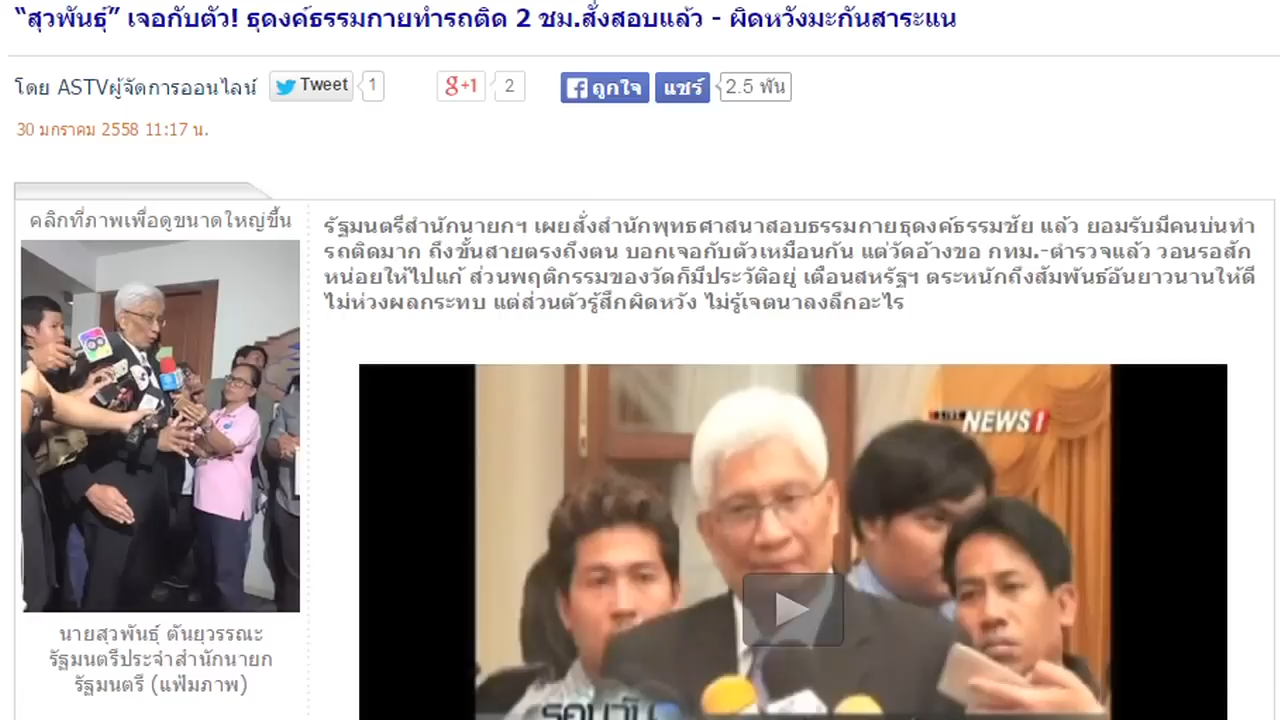 “สุวพันธุ์” เจอกับตัว! ธุดงค์ธรรมกายทำรถติด 2 ชม.สั่งสอบแล้ว - ผิดหวังมะกันสาระแน
โดย ASTVผู้จัดการออนไลน์ Tweet 1 g+1 2 ถูกใจ แชร์ 2.5 พัน
30 มกราคม 2558 11:17 น.
คลิกที่ภาพเพื่อดูขนาดใหญ่ขึ้น
นายสุวพันธุ์ ตันยุวรรณะ
รัฐมนตรีประจำสำนักนายก
รัฐมนตรี (แฟ้มภาพ)
รัฐมนตรีสำนักนายกฯ เผยสั่งสำนักพุทธศาสนาสอบธรรมกายธุดงค์ธรรมชัย แล้ว ยอมรับมีคนบ่นทำ
รถติดมาก ถึงขั้นสายตรงถึงตน บอกเจอกับตัวเหมือนกัน แต่วัดอ้างขอ กทม.-ตำรวจแล้ว วอนรอสัก
หน่อยให้ไปแก้ ส่วนพฤติกรรมของวัดก็มีประวัติอยู่ เตือนสหรัฐฯ ตระหนักถึงสัมพันธ์อันยาวนานให้ดี
ไม่ห่วงผลกระทบ แต่ส่วนตัวรู้สึกผิดหวัง ไม่รู้เจตนาลงลึกอะไร
NEWS1
รอบวัน